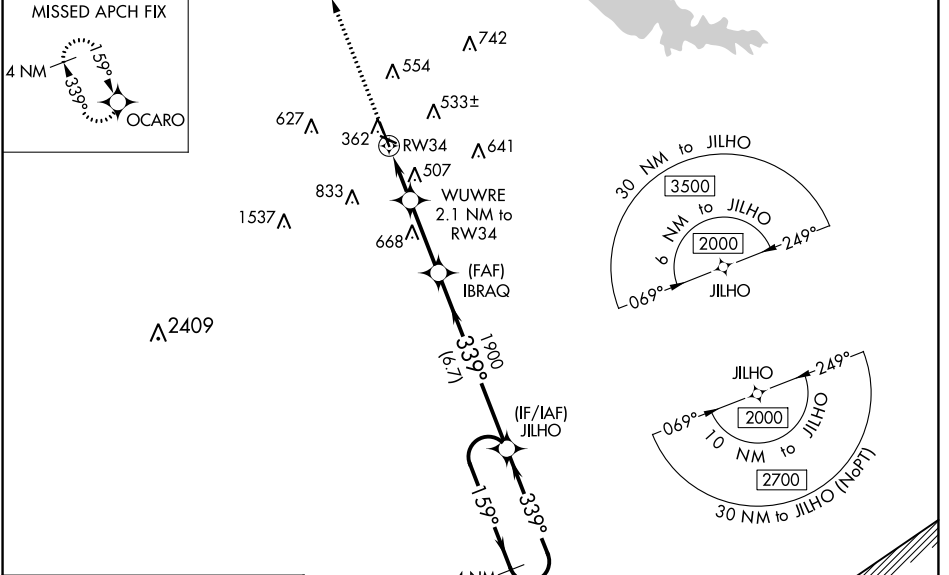 MISSED APCH FIX
4 NM
159°
339°
OCARO
742
554
533±
627
362
RW34
641
507
833
WUWRE
2.1 NM to
RW34
1537
668
(FAF)
IBRAQ
2409
1900
339°
(6.7)
(IF/IAF)
JILHO
159°
339°
4 NM
30 NM to JILHO
3500
6 NM to JILHO
2000
249°
069°
JILHO
JILHO
249°
069°
2000
10 NM to JILHO
2700
30 NM to JILHO (NoPT)